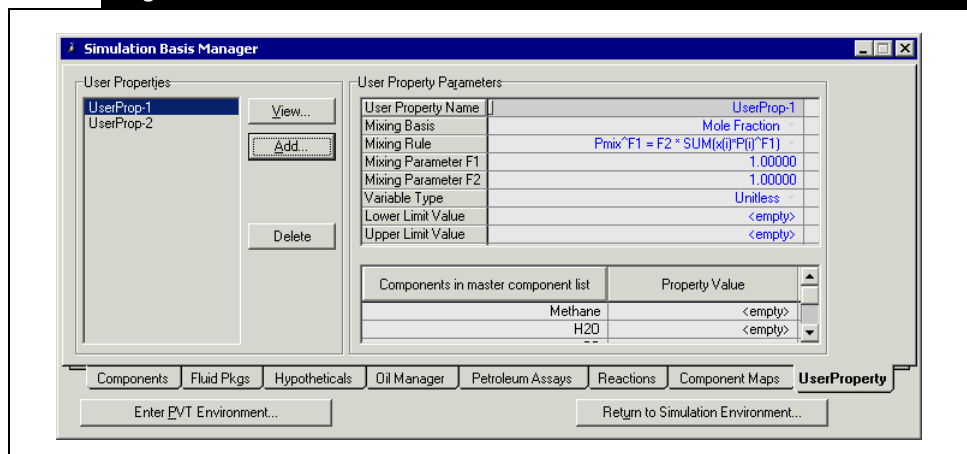 Simulation Basis Manager
User Properties
UserProp-1
UserProp-2
View...
Add...
Delete
User Property Parameters
User Property Name UserProp-1
Mixing Basis Mole Fraction
Mixing Rule Pmix^F1 = F2 * SUM(x(i)*P(i)^F1)
Mixing Parameter F1 1.00000
Mixing Parameter F2 1.00000
Variable Type Unitless
Lower Limit Value <empty>
Upper Limit Value <empty>
Components in master component list Property Value
Methane <empty>
H2O <empty>
Components Fluid Pkgs Hypotheticals Oil Manager Petroleum Assays Reactions Component Maps UserProperty
Enter PVT Environment... Return to Simulation Environment...